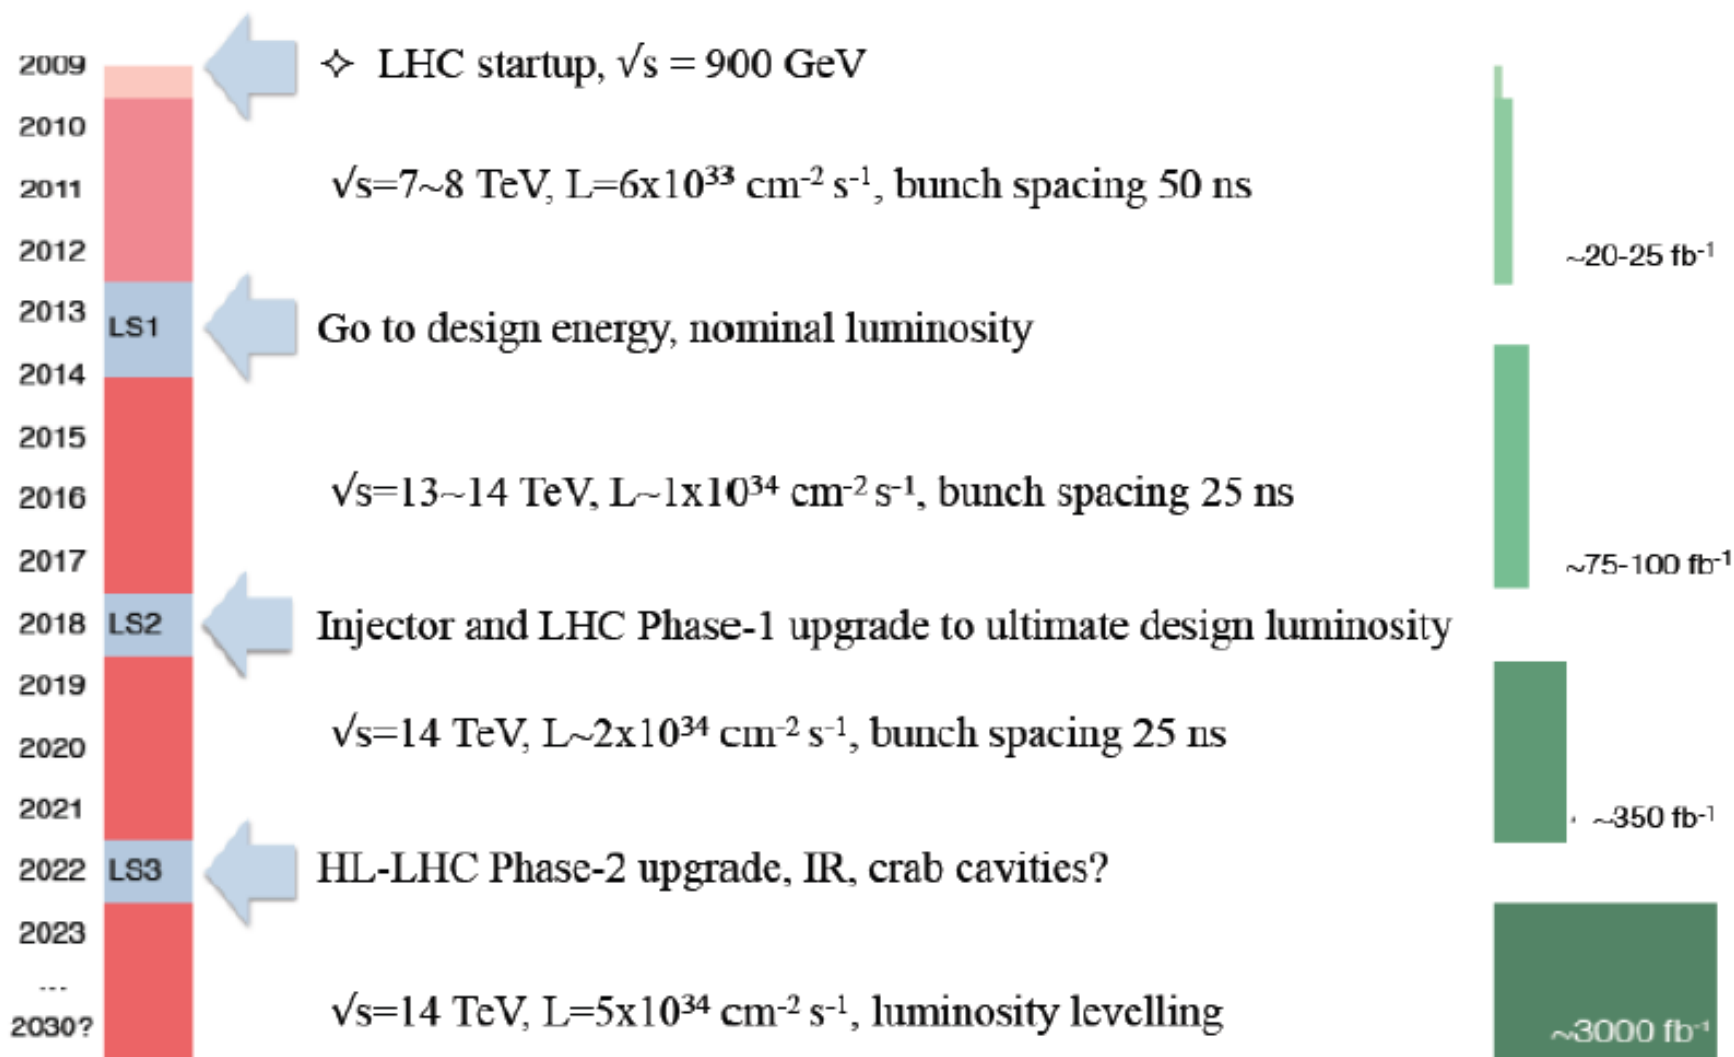 2009
✧ LHC startup, √s = 900 GeV
2010
2011
√s=7~8 TeV, L=6x10³³ cm⁻² s⁻¹, bunch spacing 50 ns
2012
~20-25 fb⁻¹
2013
LS1
Go to design energy, nominal luminosity
2014
2015
2016
√s=13~14 TeV, L~1x10³⁴ cm⁻² s⁻¹, bunch spacing 25 ns
2017
~75-100 fb⁻¹
2018
LS2
Injector and LHC Phase-1 upgrade to ultimate design luminosity
2019
2020
√s=14 TeV, L~2x10³⁴ cm⁻² s⁻¹, bunch spacing 25 ns
2021
~350 fb⁻¹
2022
LS3
HL-LHC Phase-2 upgrade, IR, crab cavities?
2023
...
2030?
√s=14 TeV, L=5x10³⁴ cm⁻² s⁻¹, luminosity levelling
~3000 fb⁻¹